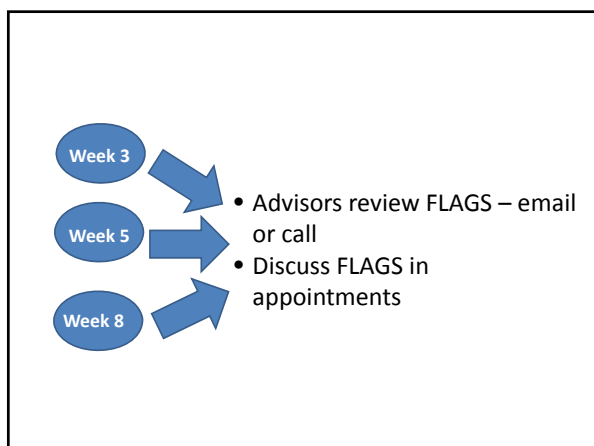 Week 3
Week 5
Week 8
• Advisors review FLAGS – email
or call
• Discuss FLAGS in
appointments